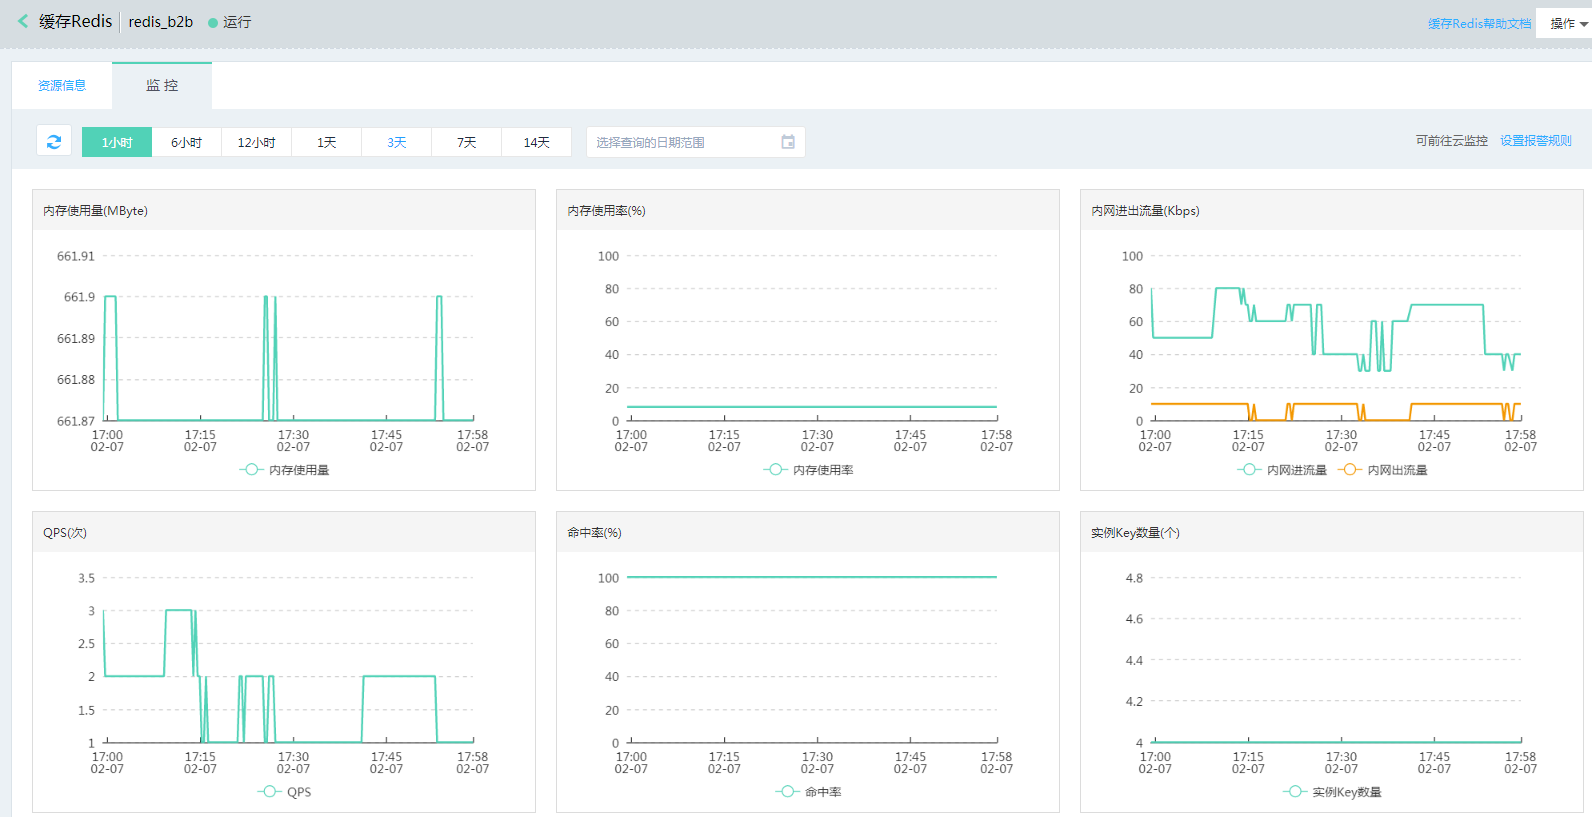 缓存Redis redis_b2b 运行 缓存Redis帮助文档 操作
资源信息 监 控
1小时 6小时 12小时 1天 3天 7天 14天 选择查询的日期范围 可前往云监控 设置报警规则
内存使用量(MByte)
661.91
661.9
661.89
661.88
661.87
17:00 17:15 17:30 17:45 17:58
02-07 02-07 02-07 02-07 02-07
内存使用量
内存使用率(%)
100
80
60
40
20
0
17:00 17:15 17:30 17:45 17:58
02-07 02-07 02-07 02-07 02-07
内存使用率
内网进出流量(Kbps)
100
80
60
40
20
0
17:00 17:15 17:30 17:45 17:58
02-07 02-07 02-07 02-07 02-07
内网进流量 内网出流量
QPS(次)
3.5
3
2.5
2
1.5
1
17:00 17:15 17:30 17:45 17:58
02-07 02-07 02-07 02-07 02-07
QPS
命中率(%)
100
80
60
40
20
0
17:00 17:15 17:30 17:45 17:58
02-07 02-07 02-07 02-07 02-07
命中率
实例Key数量(个)
4.8
4.6
4.4
4.2
4
17:00 17:15 17:30 17:45 17:58
02-07 02-07 02-07 02-07 02-07
实例Key数量